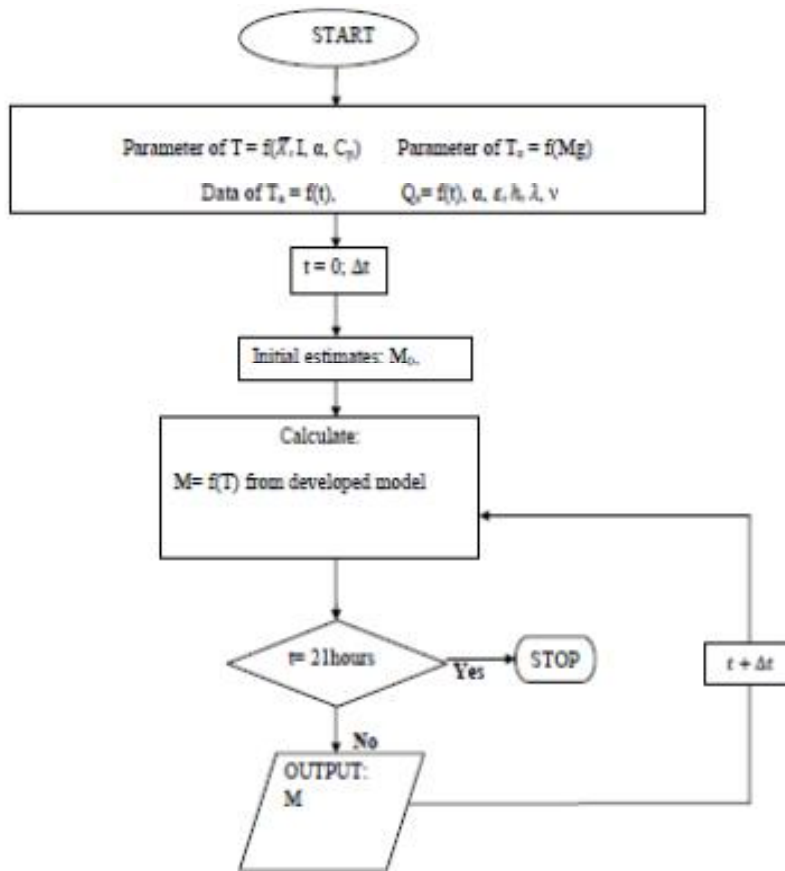 START
Parameter of T = f(X̅, I, α, Cp) Parameter of Tₑ = f(Mg)
Data of Tₐ = f(t), Qₛ= f(t), α, ε, ℎ, λ, ν
t = 0; Δt
Initial estimates: M₀,
Calculate:
M= f(T) from developed model
t= 21hours
Yes
STOP
t + Δt
No
OUTPUT:
M